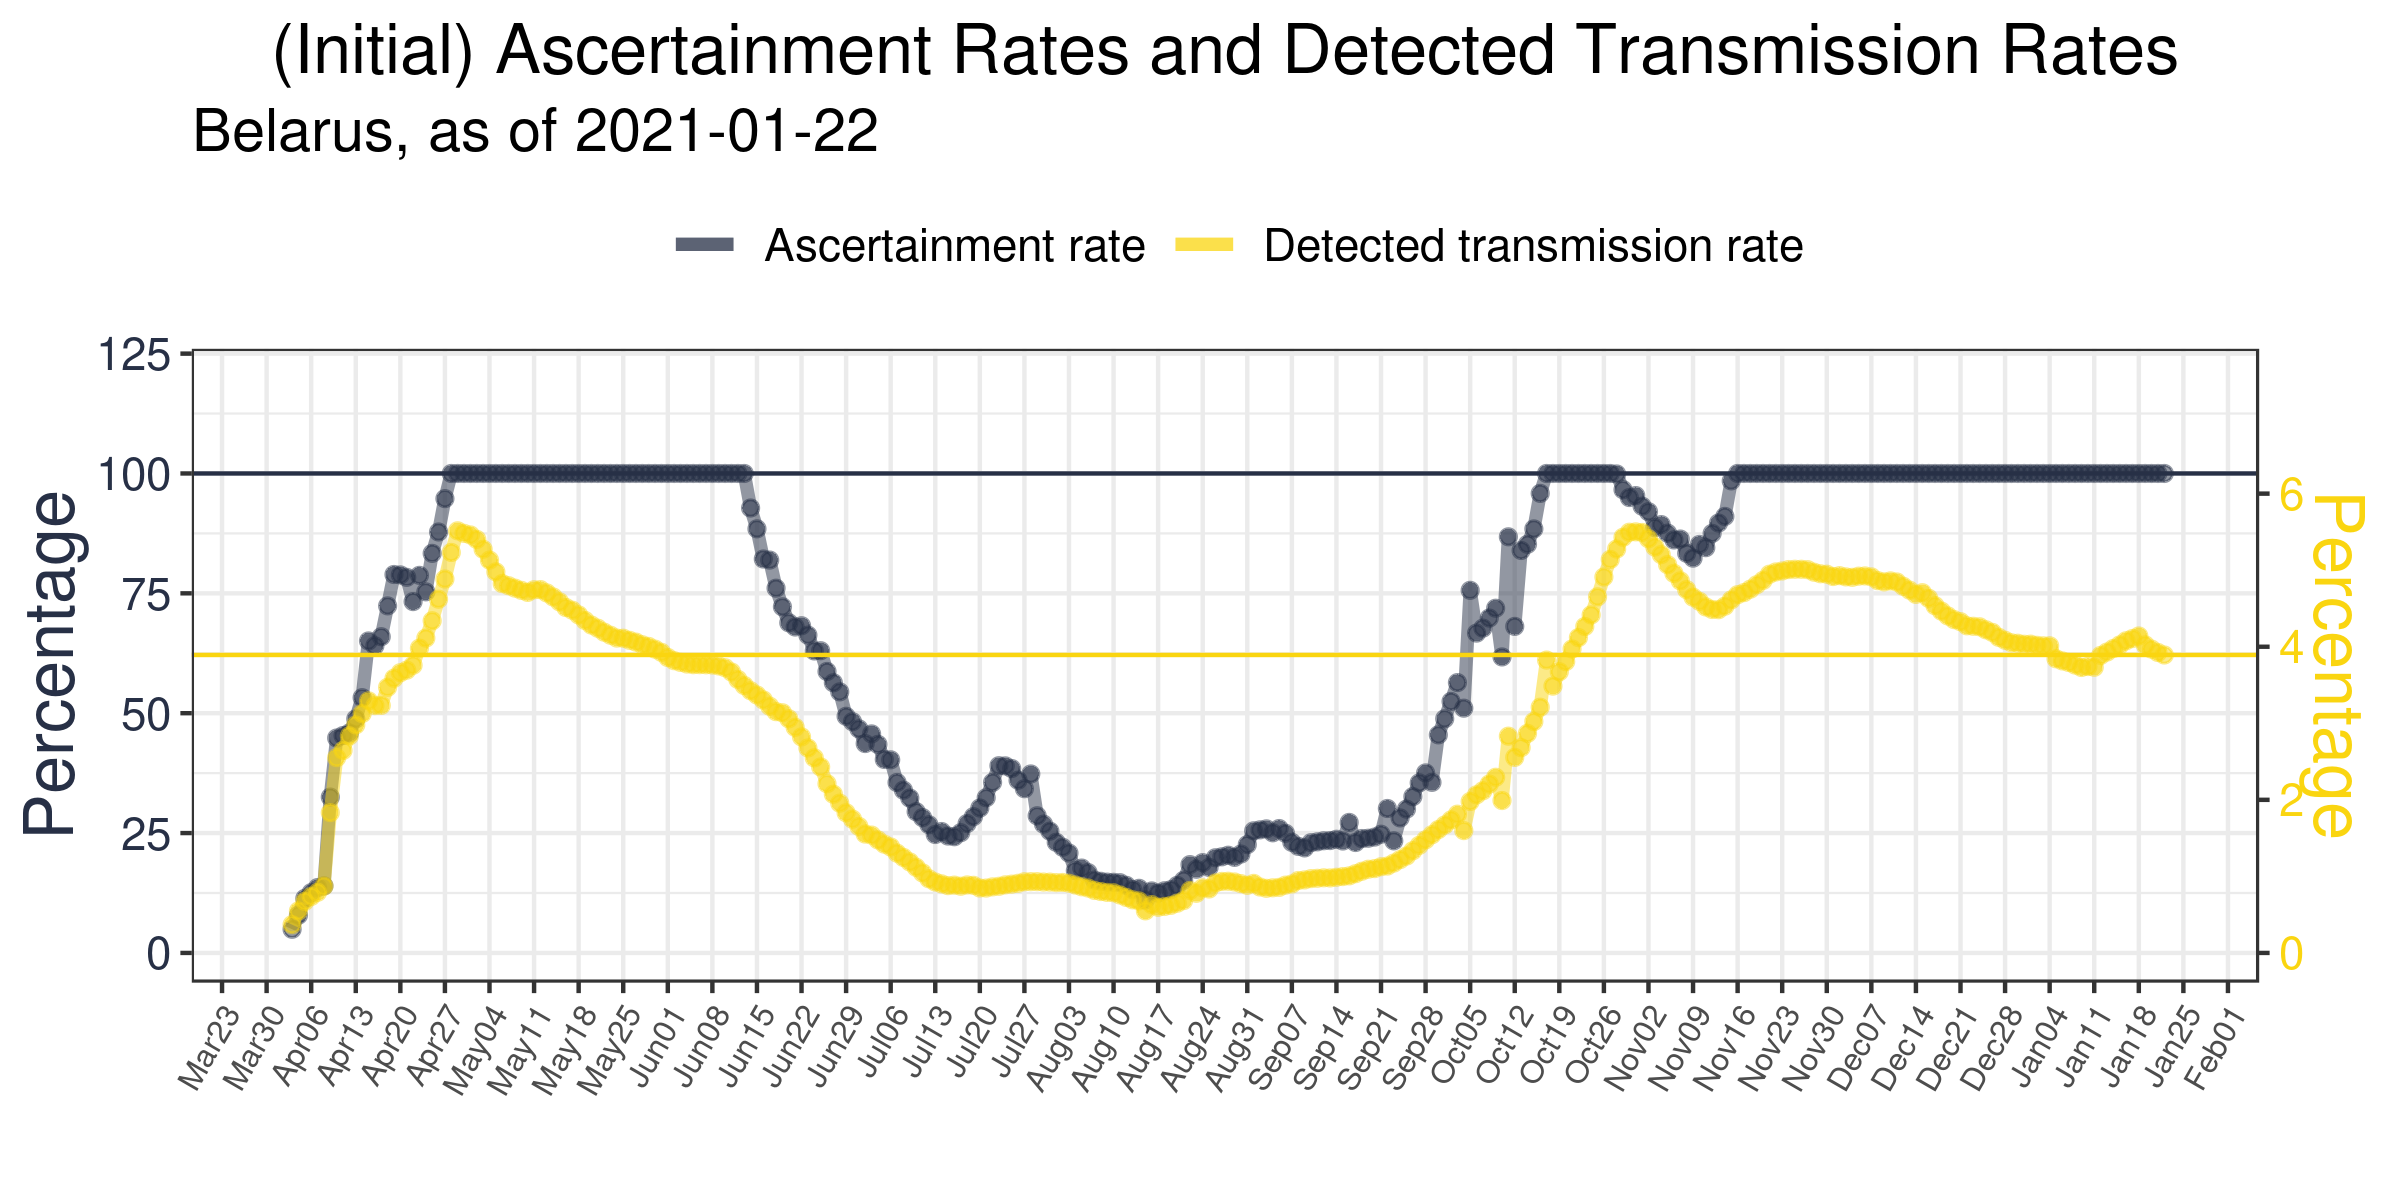 (Initial) Ascertainment Rates and Detected Transmission Rates
Belarus, as of 2021-01-22
Ascertainment rate Detected transmission rate
Percentage
125
100
75
50
25
0
6
4
2
0
Percentage
Mar23 Mar30 Apr06 Apr13 Apr20 Apr27 May04 May11 May18 May25 Jun01 Jun08 Jun15 Jun22 Jun29 Jul06 Jul13 Jul20 Jul27 Aug03 Aug10 Aug17 Aug24 Aug31 Sep07 Sep14 Sep21 Sep28 Oct05 Oct12 Oct19 Oct26 Nov02 Nov09 Nov16 Nov23 Nov30 Dec07 Dec14 Dec21 Dec28 Jan04 Jan11 Jan18 Jan25 Feb01